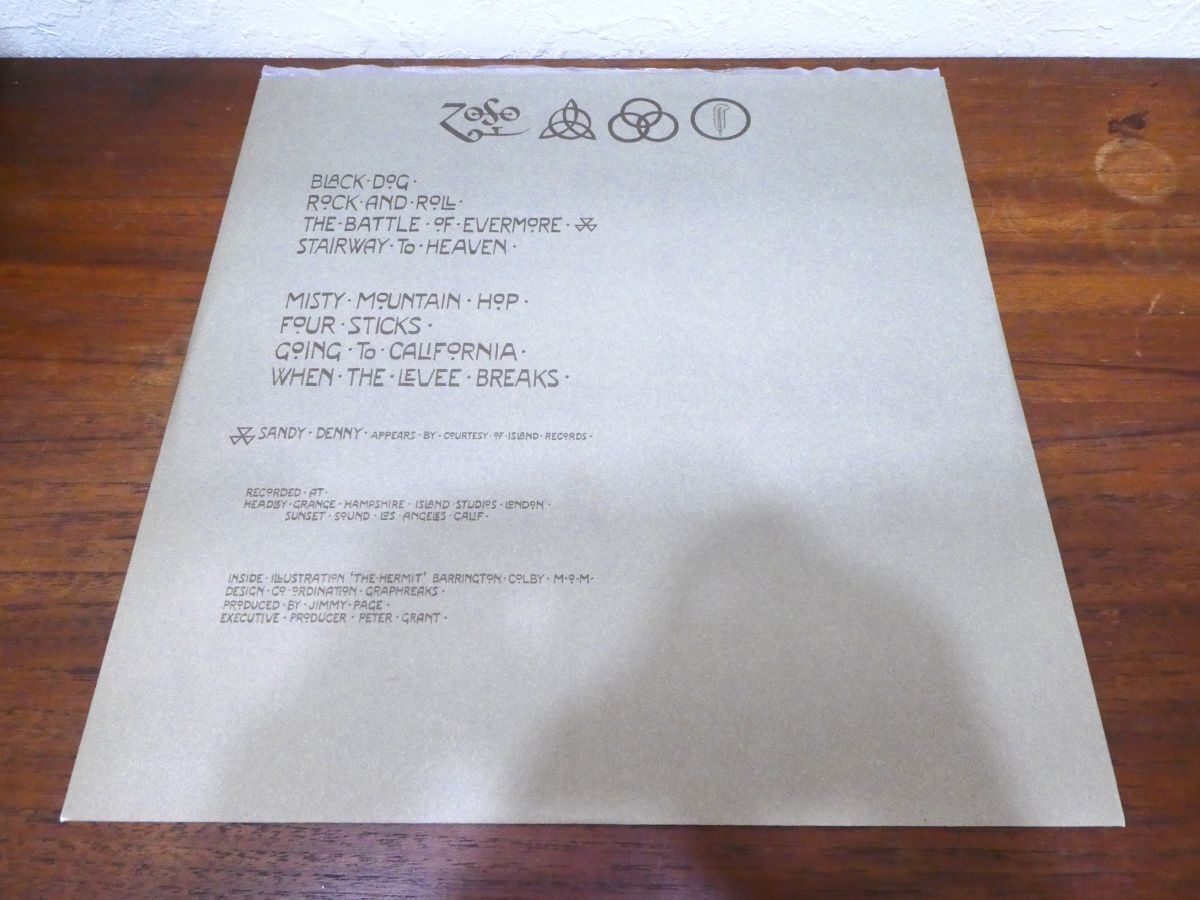 ZOSO
BLACK·DOG·
ROCK·AND·ROLL·
THE·BATTLE·OF·EVERMORE·
STAIRWAY·TO·HEAVEN·
MISTY·MOUNTAIN·HOP·
FOUR·STICKS·
GOING·TO·CALIFORNIA·
WHEN·THE·LEVEE·BREAKS·
SANDY·DENNY·APPEARS·BY·COURTESY·OF·ISLAND·RECORDS·
RECORDED·AT·
HEADLEY·GRANGE·HAMPSHIRE·ISLAND·STUDIOS·LONDON·
SUNSET·SOUND·LOS·ANGELES·CALIF·
INSIDE·ILLUSTRATION 'THE·HERMIT' BARRINGTON·COLBY·M·O·M·
DESIGN·CO·ORDINATION·GRAPHREAKS·
PRODUCED·BY·JIMMY·PAGE·
EXECUTIVE·PRODUCER·PETER·GRANT·